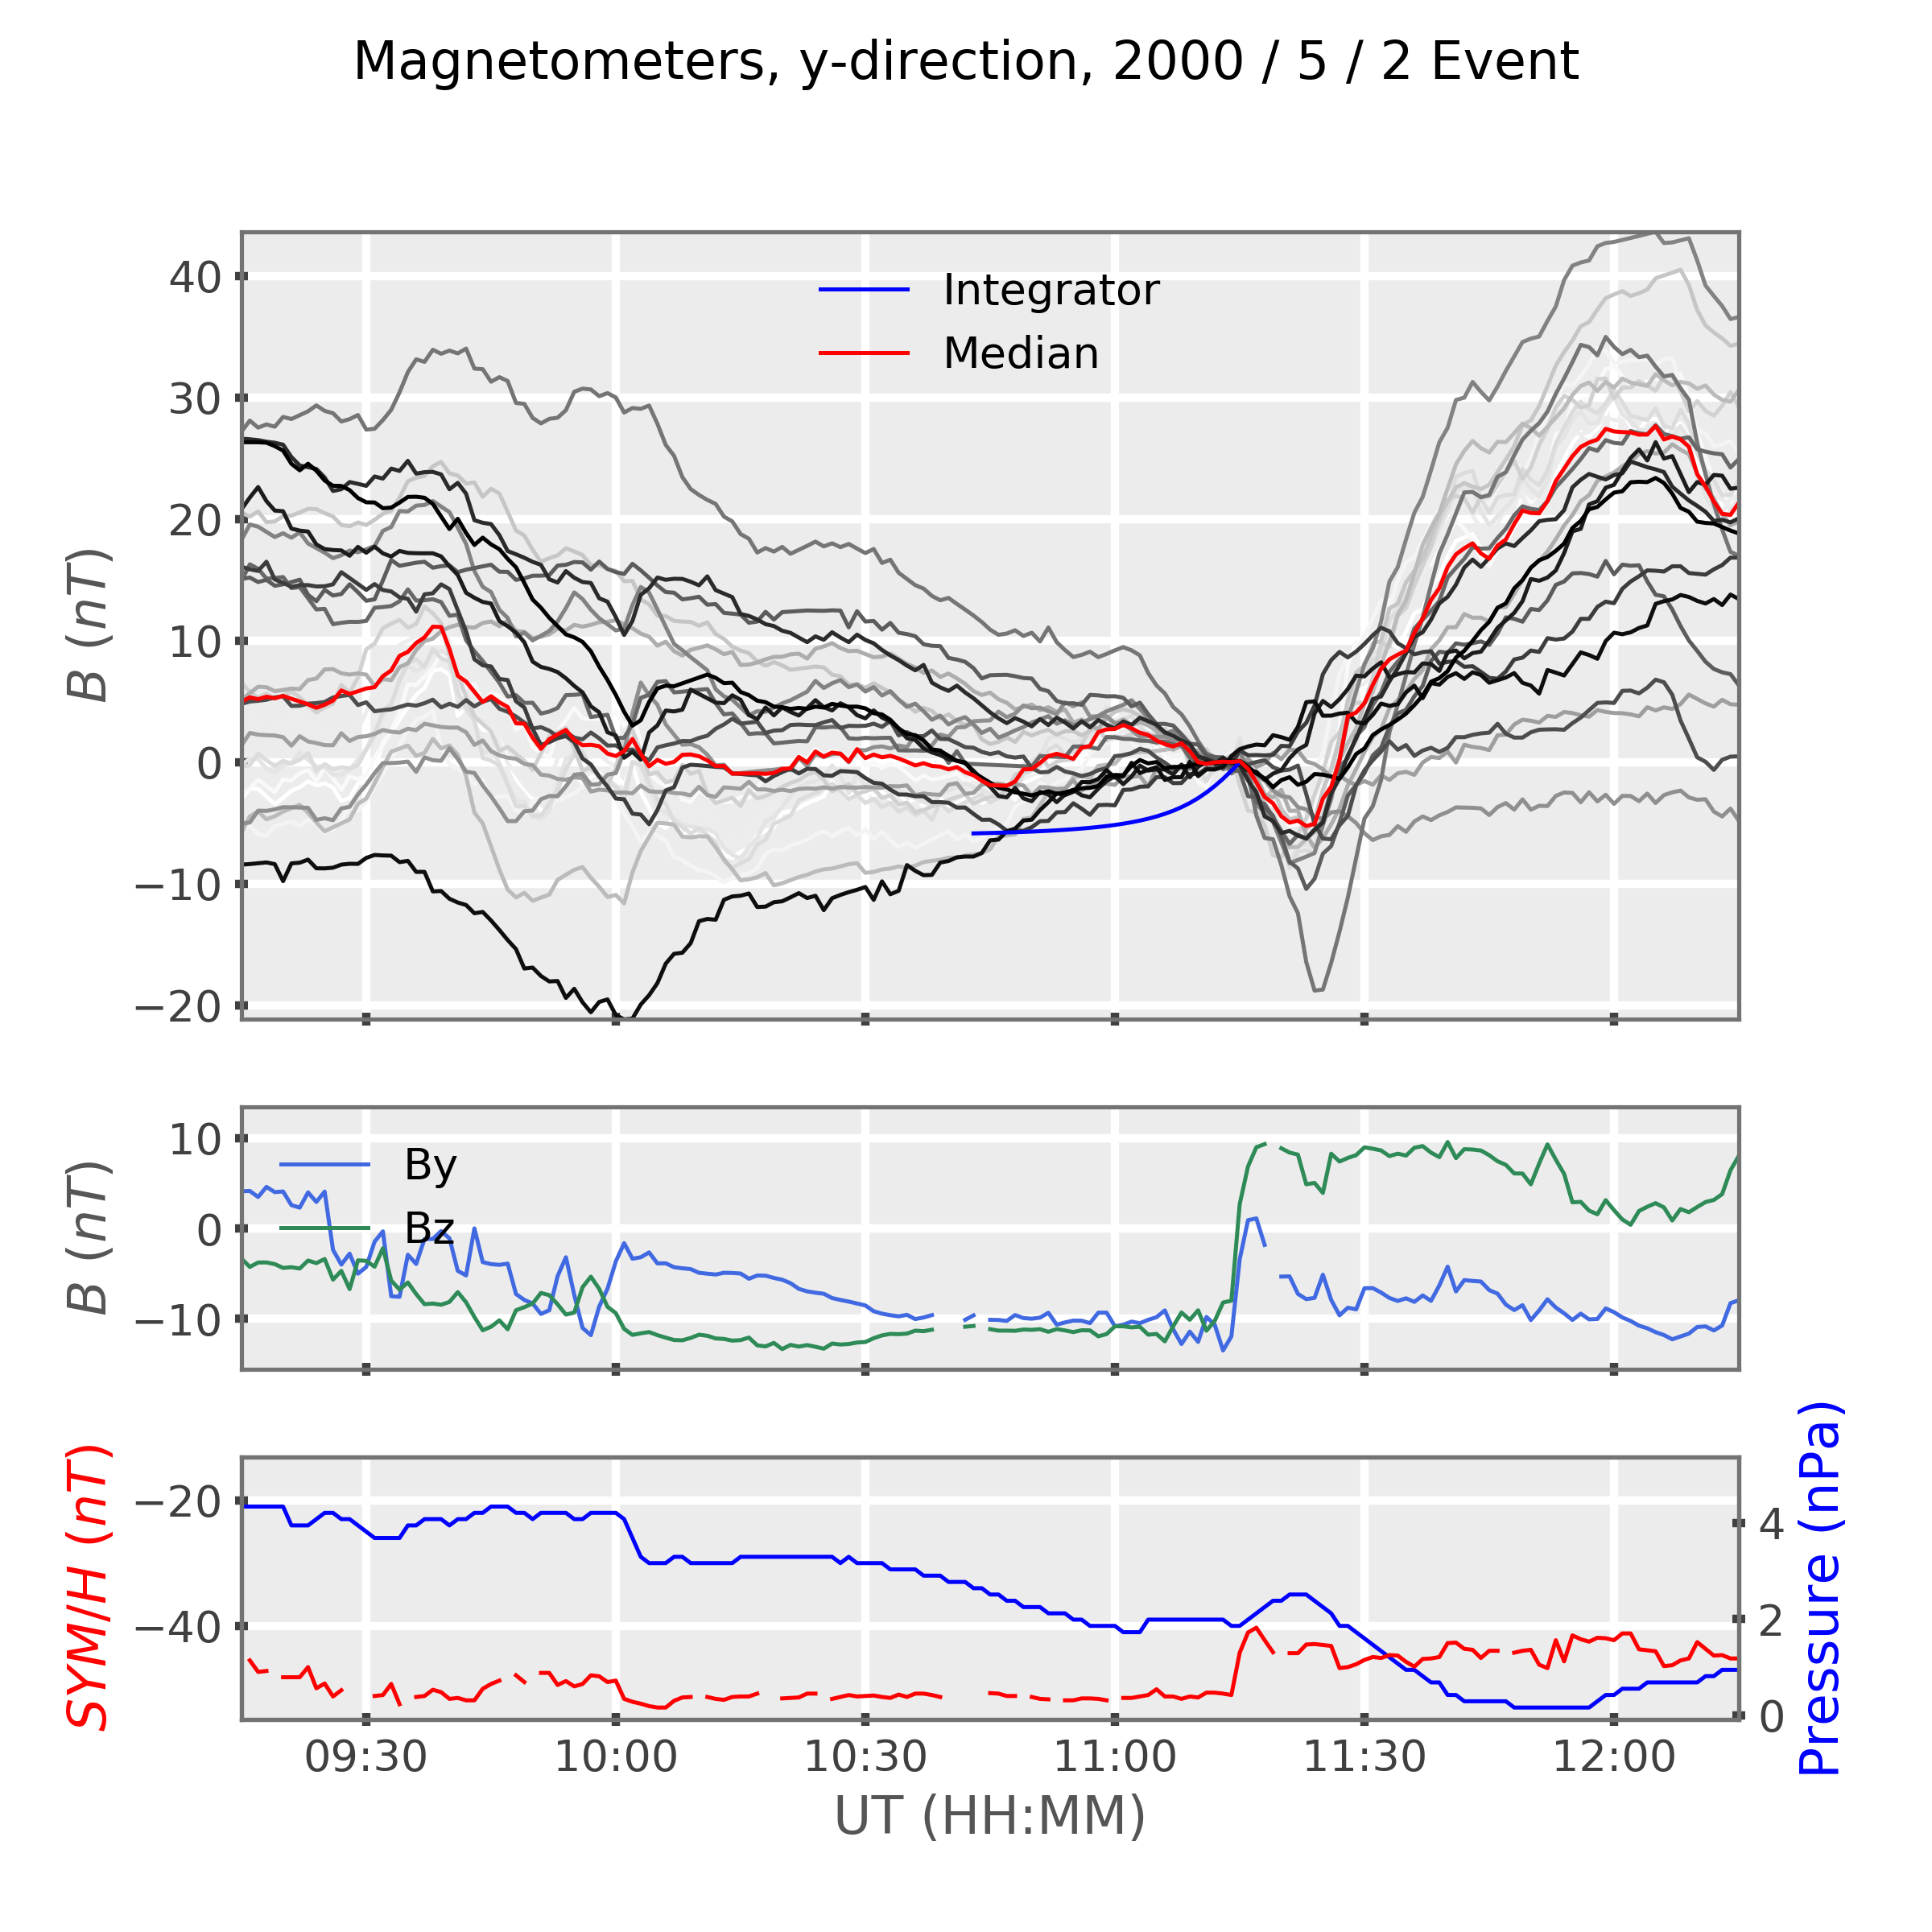 Magnetometers, y-direction, 2000 / 5 / 2 Event
B (nT)
40
30
20
10
0
−10
−20
Integrator
Median
B (nT)
10
0
−10
By
Bz
SYM/H (nT)
−20
−40
Pressure (nPa)
4
2
0
09:30 10:00 10:30 11:00 11:30 12:00
UT (HH:MM)